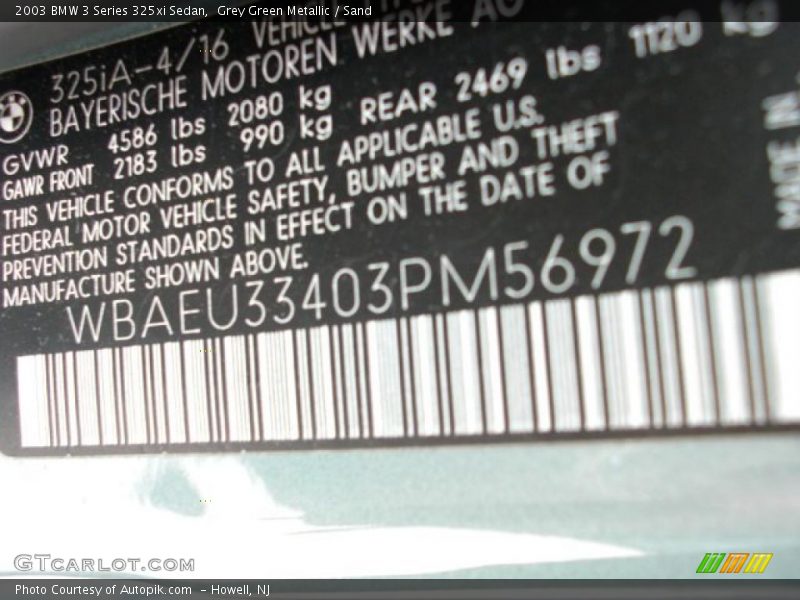 2003 BMW 3 Series 325xi Sedan, Grey Green Metallic / Sand
325iA-4/16 VEHICLE
BAYERISCHE MOTOREN WERKE AG
GVWR 4586 lbs 2080 kg
GAWR FRONT 2183 lbs 990 kg REAR 2469 lbs 1120 kg
THIS VEHICLE CONFORMS TO ALL APPLICABLE U.S.
FEDERAL MOTOR VEHICLE SAFETY, BUMPER AND THEFT
PREVENTION STANDARDS IN EFFECT ON THE DATE OF
MANUFACTURE SHOWN ABOVE.
MADE IN
WBAEU33403PM56972
GTCARLOT.COM
Photo Courtesy of Autopik.com - Howell, NJ